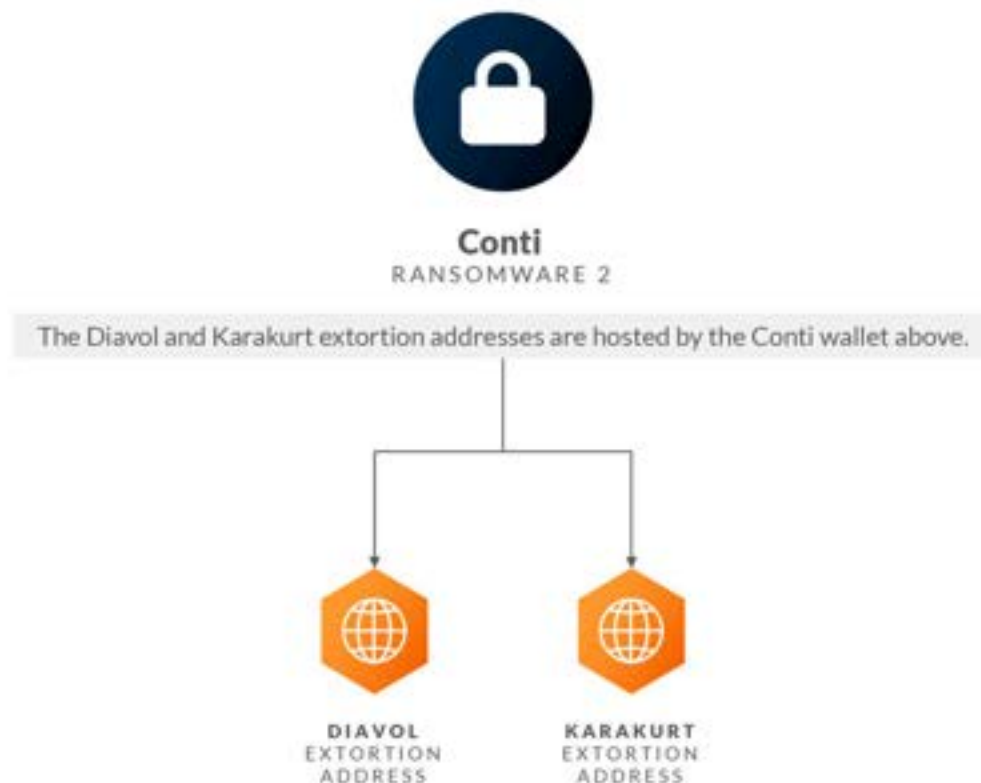 Conti
RANSOMWARE 2
The Diavol and Karakurt extortion addresses are hosted by the Conti wallet above.
DIAVOL
EXTORTION
ADDRESS
KARAKURT
EXTORTION
ADDRESS